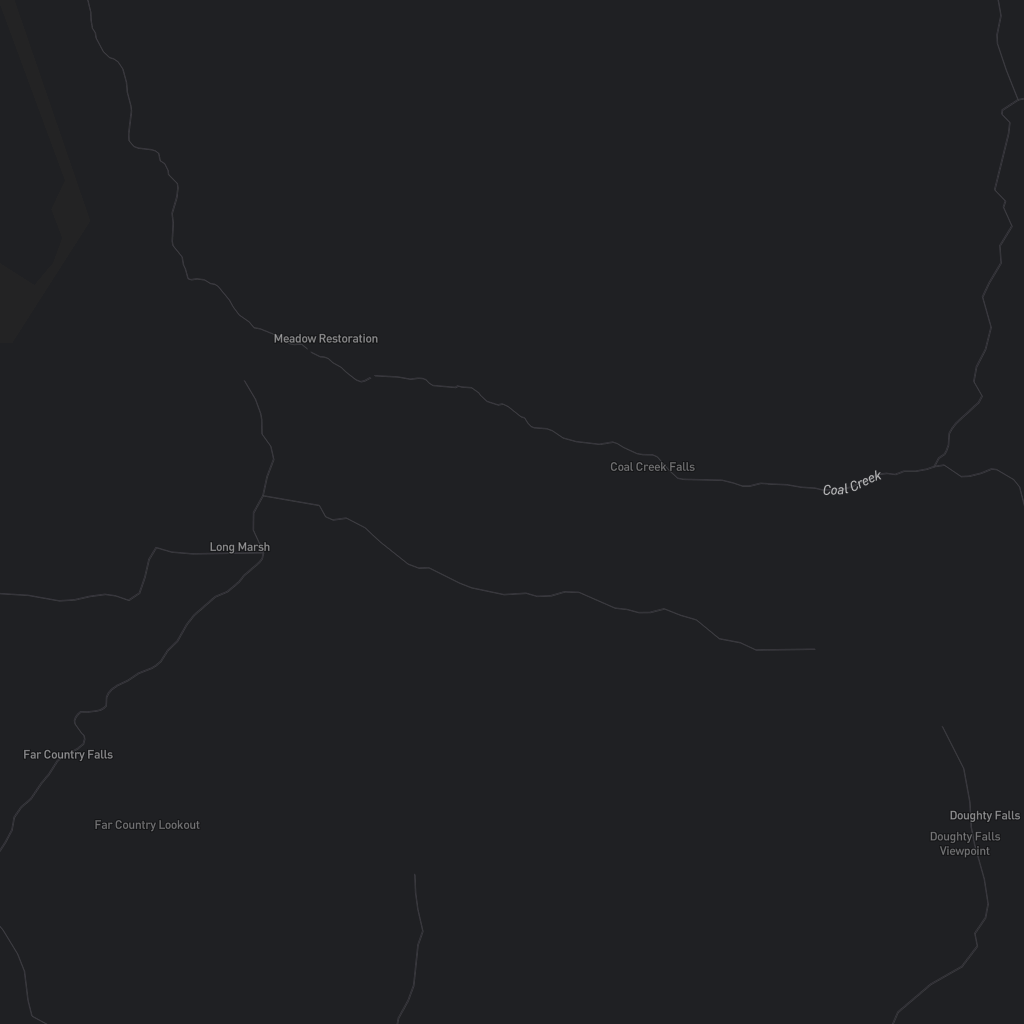 Meadow Restoration
Coal Creek Falls
Coal Creek
Long Marsh
Far Country Falls
Far Country Lookout
Doughty Falls
Doughty Falls
Viewpoint